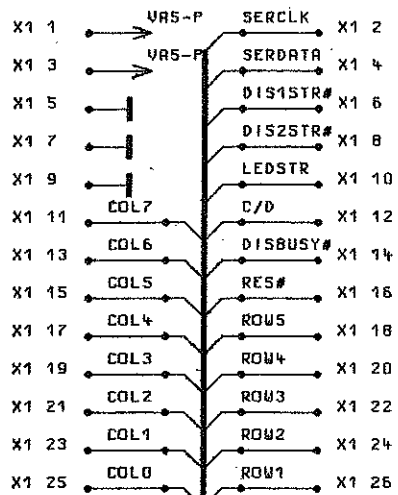 X1 1 VA5-P SERCLK X1 2
X1 3 VA5-P SERDATA X1 4
X1 5 DIS1STR# X1 6
X1 7 DIS2STR# X1 8
X1 9 LEDSTR X1 10
X1 11 COL7 C/D X1 12
X1 13 COL6 DISBUSY# X1 14
X1 15 COL5 RES# X1 16
X1 17 COL4 ROW5 X1 18
X1 19 COL3 ROW4 X1 20
X1 21 COL2 ROW3 X1 22
X1 23 COL1 ROW2 X1 24
X1 25 COL0 ROW1 X1 26